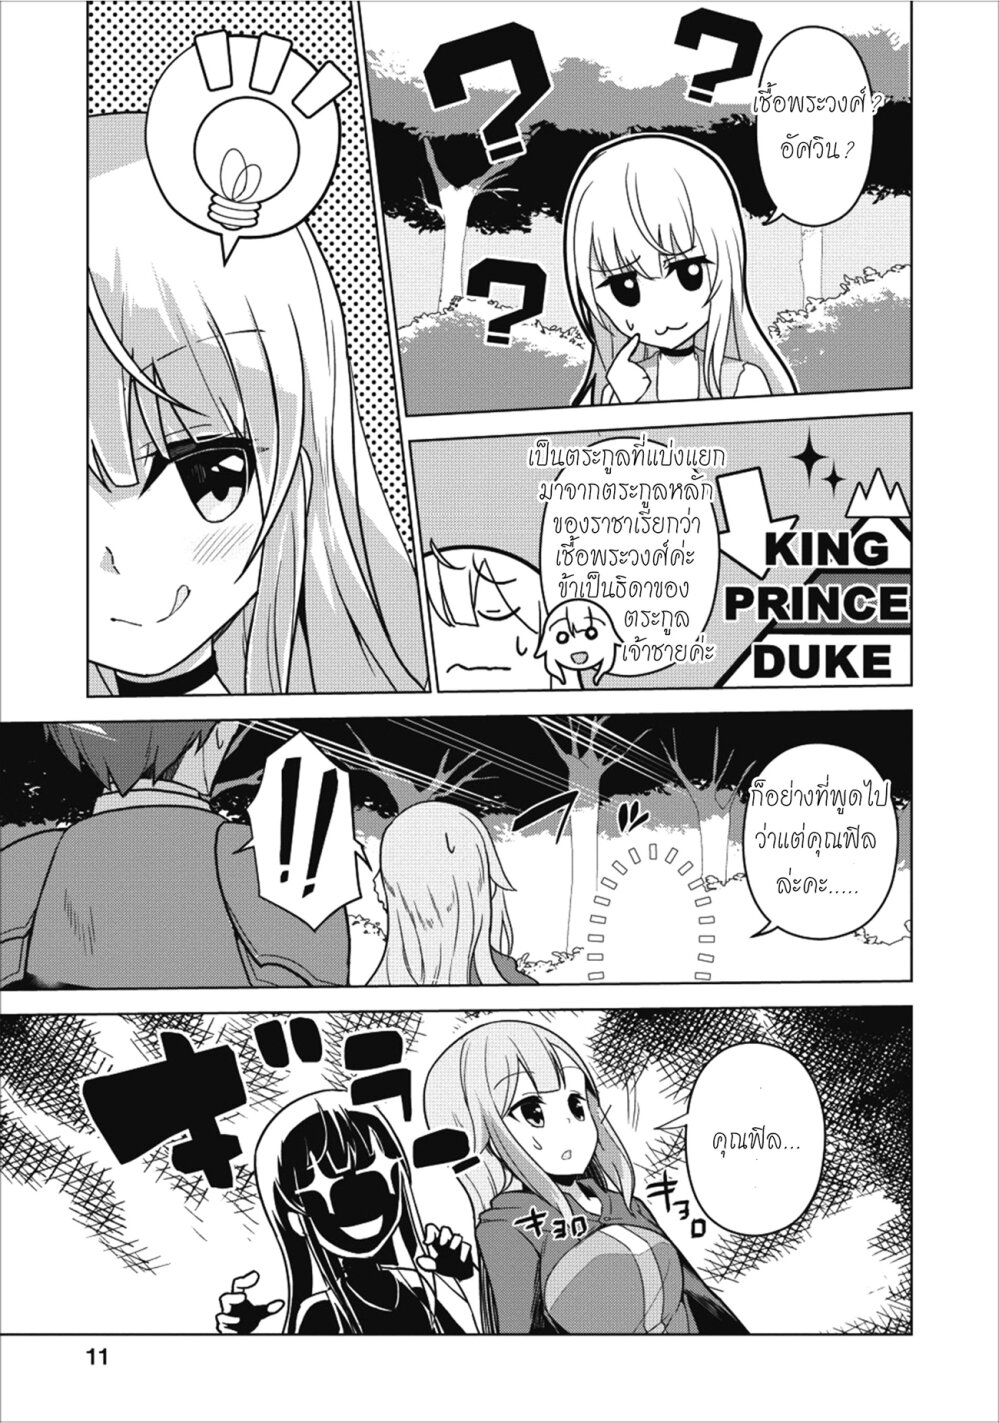 เชื้อพระวงศ์?
อัศวิน?
?
?
?
เป็นตระกูลที่แบ่งแยก
มาจากตระกูลหลัก
ของราชาเรียกว่า
เชื้อพระวงศ์ค่ะ
ข้าเป็นธิดาของ
ตระกูล
เจ้าชายค่ะ
KING
PRINCE
DUKE
ก็อย่างที่พูดไป
ว่าแต่คุณฟิล
ล่ะคะ.....
!!
คุณฟิล...
キョロ
キョロ
ギラー
11